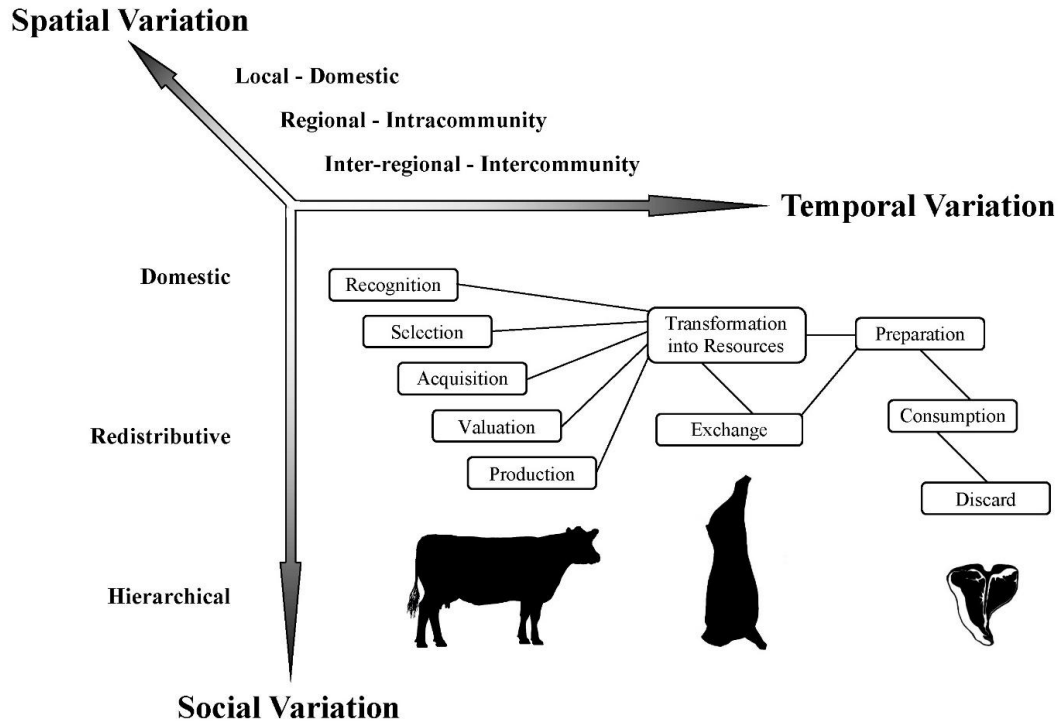 Spatial Variation
Local - Domestic
Regional - Intracommunity
Inter-regional - Intercommunity
Temporal Variation
Domestic
Recognition
Selection
Transformation
into Resources
Preparation
Acquisition
Valuation
Exchange
Consumption
Redistributive
Production
Discard
Hierarchical
Social Variation